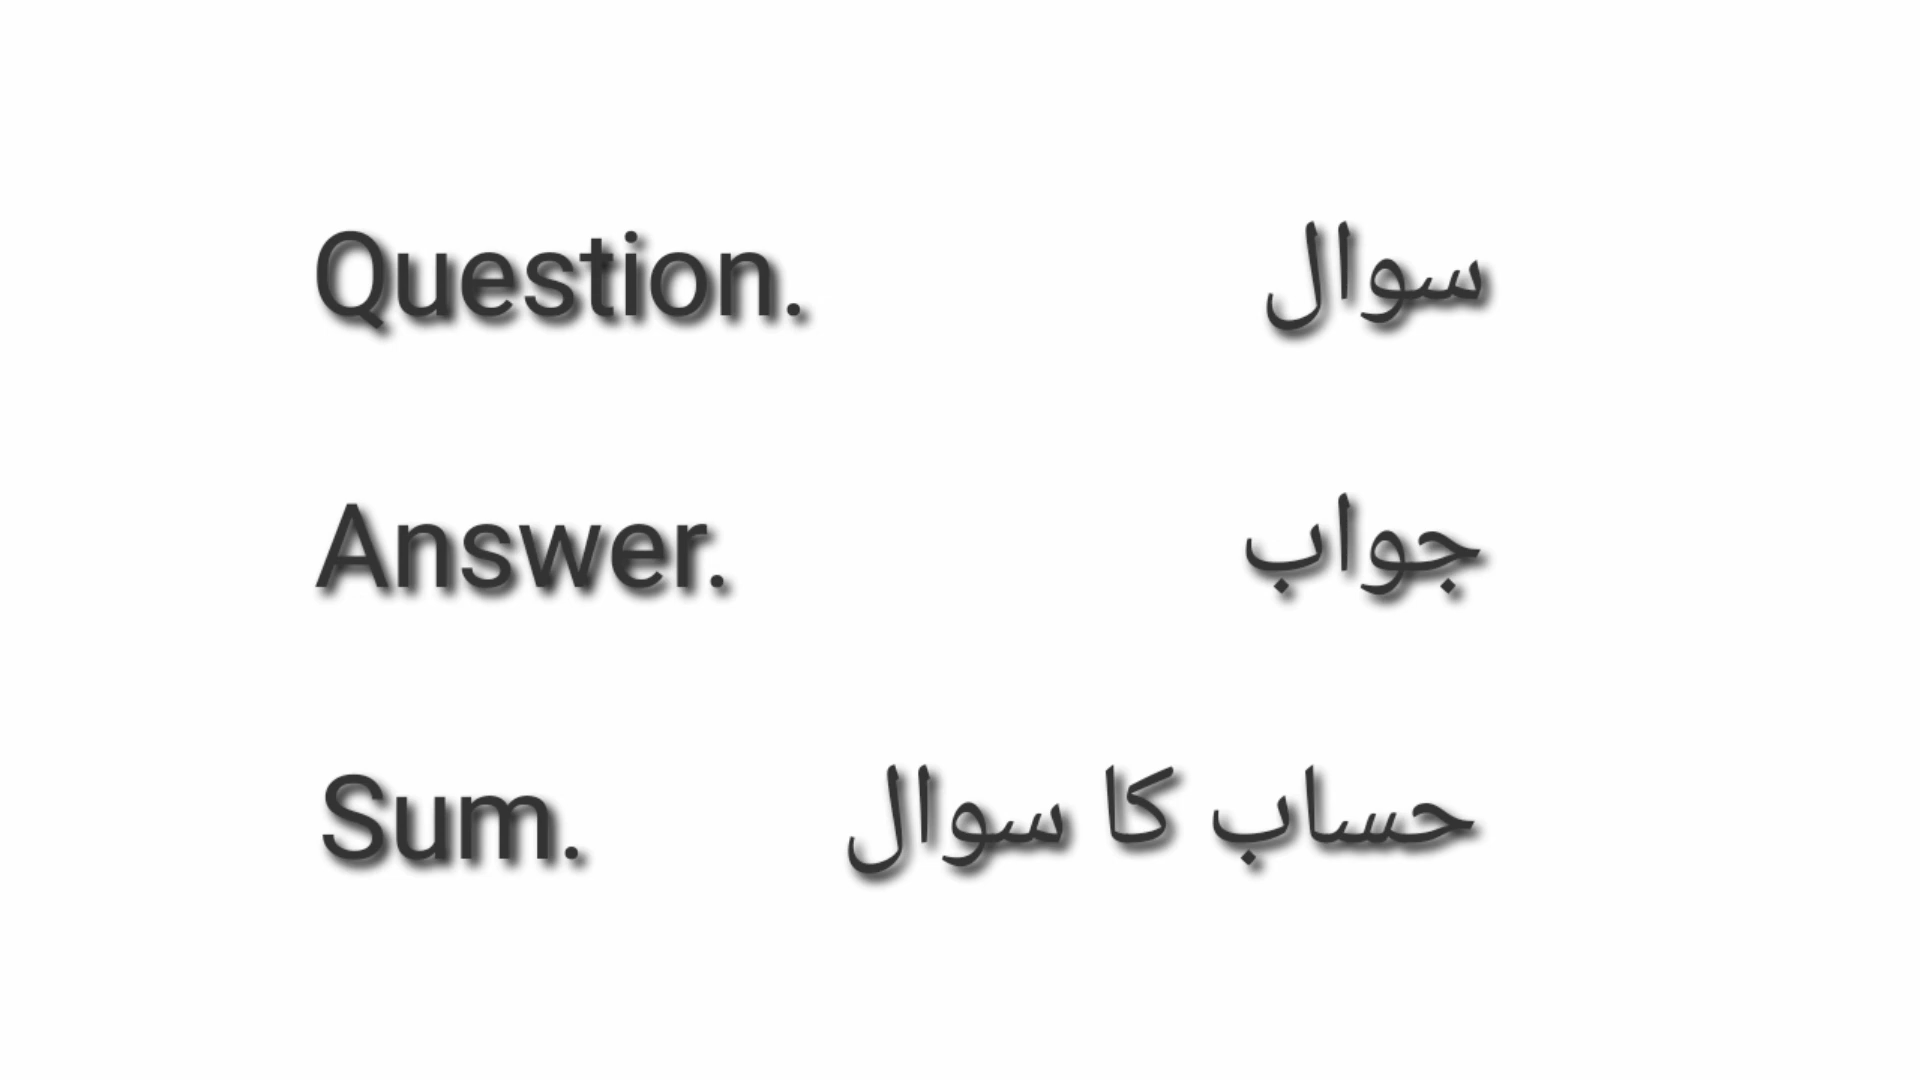 Question. سوال
Answer. جواب
Sum. حساب کا سوال